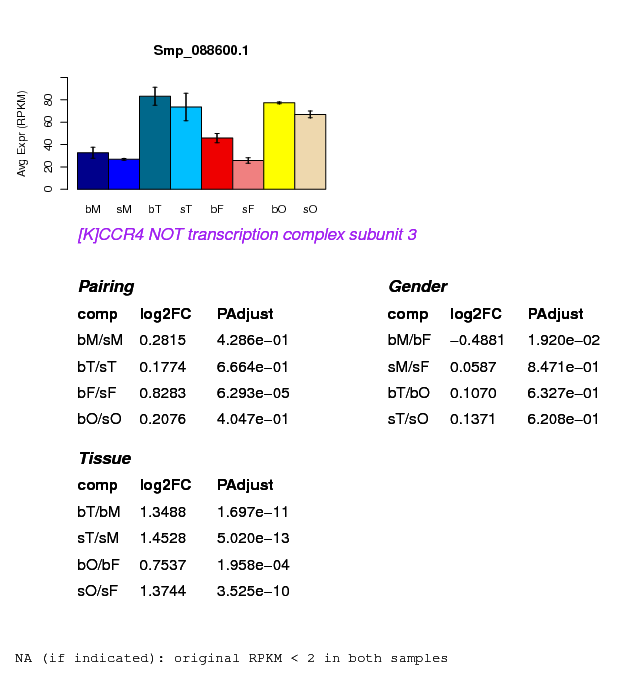 Smp_088600.1
Avg Expr (RPKM)
0 20 40 60 80
bM sM bT sT bF sF bO sO
[K]CCR4 NOT transcription complex subunit 3
Pairing
comp log2FC PAdjust
bM/sM 0.2815 4.286e−01
bT/sT 0.1774 6.664e−01
bF/sF 0.8283 6.293e−05
bO/sO 0.2076 4.047e−01
Gender
comp log2FC PAdjust
bM/bF −0.4881 1.920e−02
sM/sF 0.0587 8.471e−01
bT/bO 0.1070 6.327e−01
sT/sO 0.1371 6.208e−01
Tissue
comp log2FC PAdjust
bT/bM 1.3488 1.697e−11
sT/sM 1.4528 5.020e−13
bO/bF 0.7537 1.958e−04
sO/sF 1.3744 3.525e−10
NA (if indicated): original RPKM < 2 in both samples